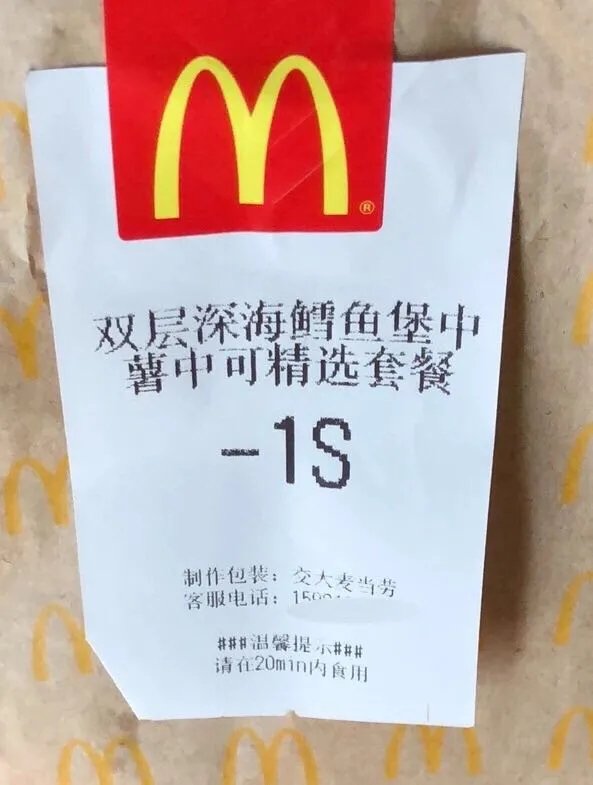 双层深海鳕鱼堡中
薯中可精选套餐
-1S
制作包装：交大麦当劳
客服电话：159
###温馨提示###
请在20min内食用